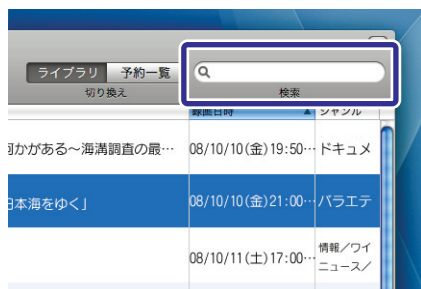 ライブラリ 予約一覧
切り換え
検索
録画日時 ジャンル
何かがある～海溝調査の最…
08/10/10(金)19:50… ドキュメ
日本海をゆく」
08/10/10(金)21:00… バラエテ
08/10/11(土)17:00…
情報／ワイ
ニュース／